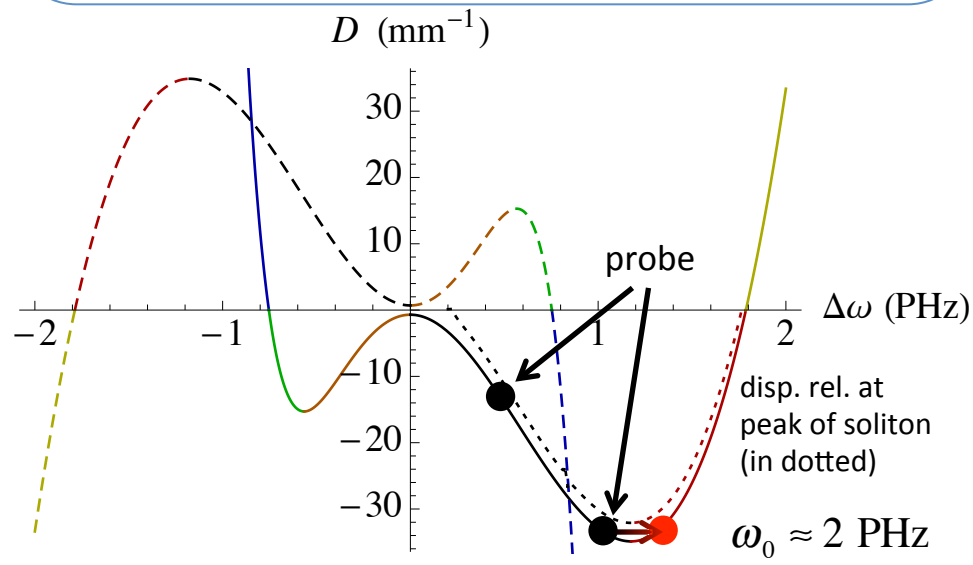 D (mm⁻¹)
30
20
10
probe
−2
−1
1
2
Δω (PHz)
−10
disp. rel. at
peak of soliton
(in dotted)
−20
−30
ω₀ ≈ 2 PHz